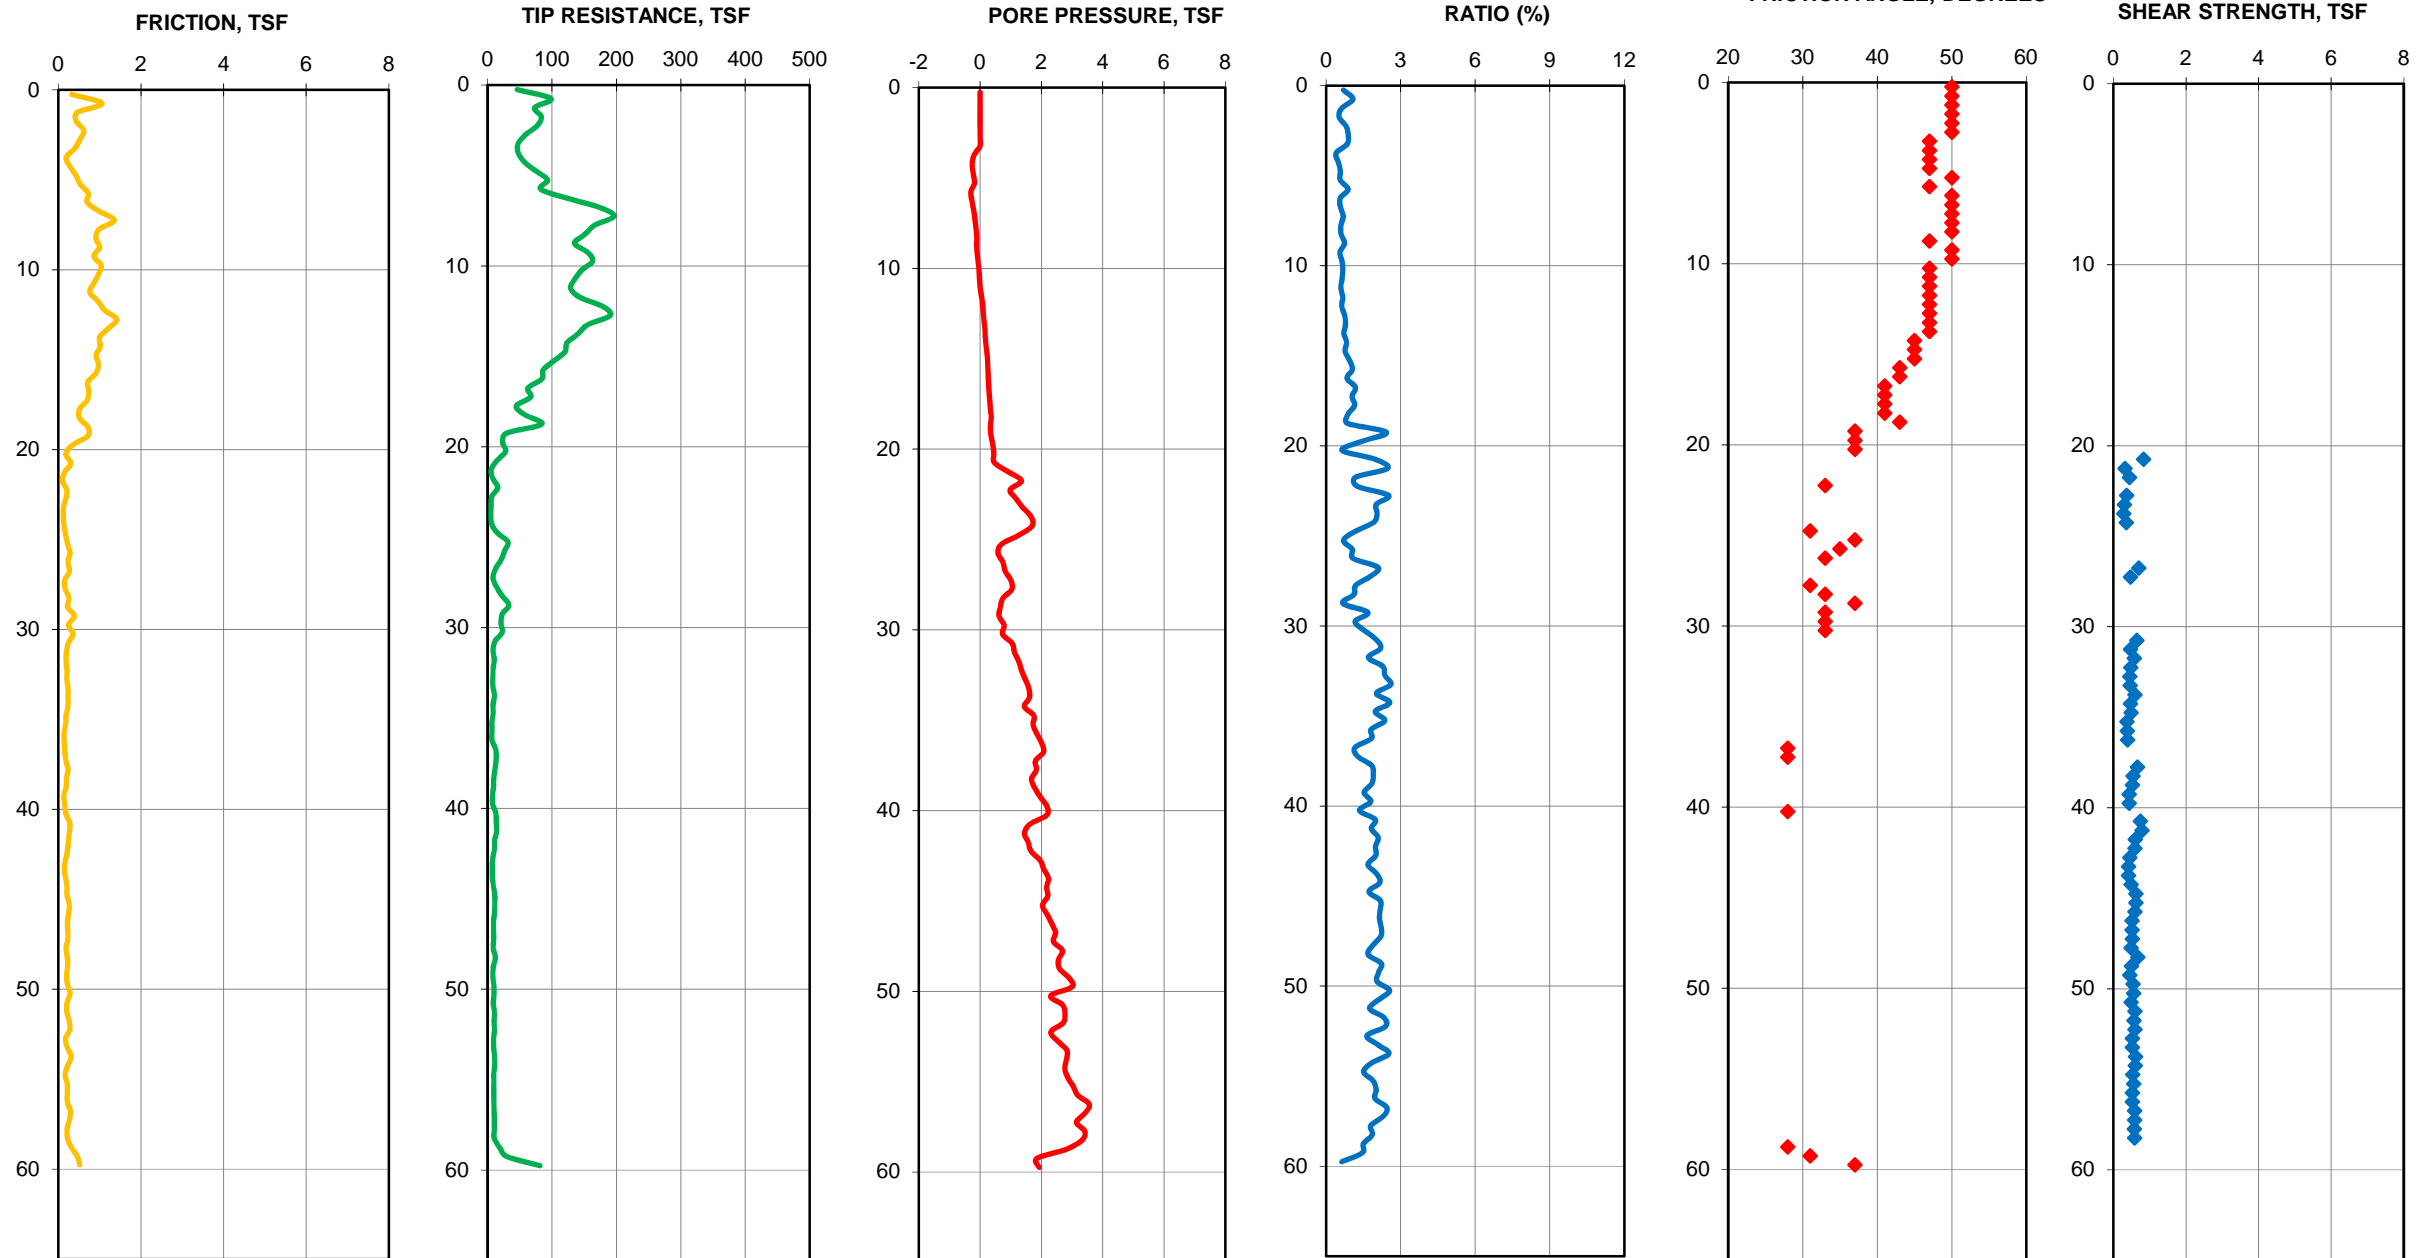 FRICTION, TSF
TIP RESISTANCE, TSF
PORE PRESSURE, TSF
RATIO (%)
FRICTION ANGLE, DEGREES
SHEAR STRENGTH, TSF
0 2 4 6 8
0 100 200 300 400 500
-2 0 2 4 6 8
0 3 6 9 12
20 30 40 50 60
0 2 4 6 8
0 0 0 0 0 0
10 10 10 10 10 10
20 20 20 20 20 20
30 30 30 30 30 30
40 40 40 40 40 40
50 50 50 50 50 50
60 60 60 60 60 60